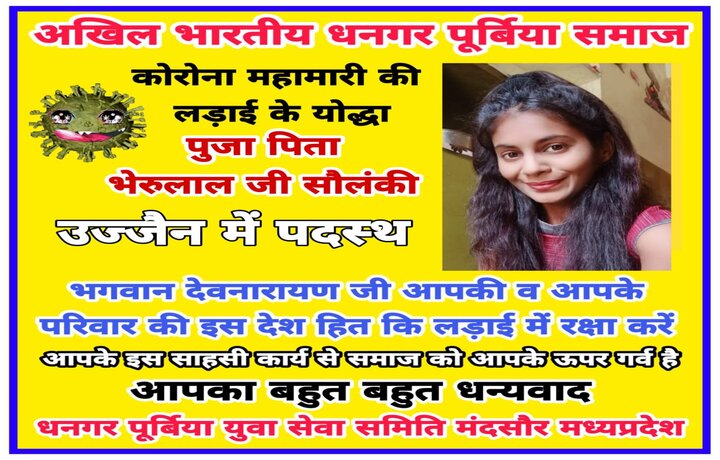 अखिल भारतीय धनगर पूर्बिया समाज
कोरोना महामारी की
लड़ाई के योद्धा
पुजा पिता
भेरुलाल जी सौलंकी
उज्जैन में पदस्थ
भगवान देवनारायण जी आपकी व आपके
परिवार की इस देश हित कि लड़ाई में रक्षा करें
आपके इस साहसी कार्य से समाज को आपके ऊपर गर्व है
आपका बहुत बहुत धन्यवाद
धनगर पूर्बिया युवा सेवा समिति मंदसौर मध्यप्रदेश